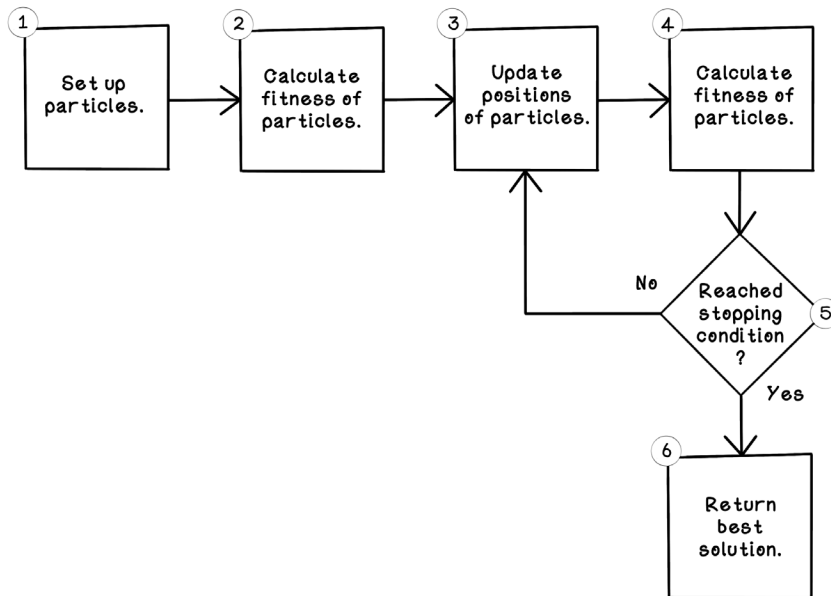 1
Set up
particles.
2
Calculate
fitness of
particles.
3
Update
positions
of particles.
4
Calculate
fitness of
particles.
No
Reached
stopping
condition
?
5
Yes
6
Return
best
solution.